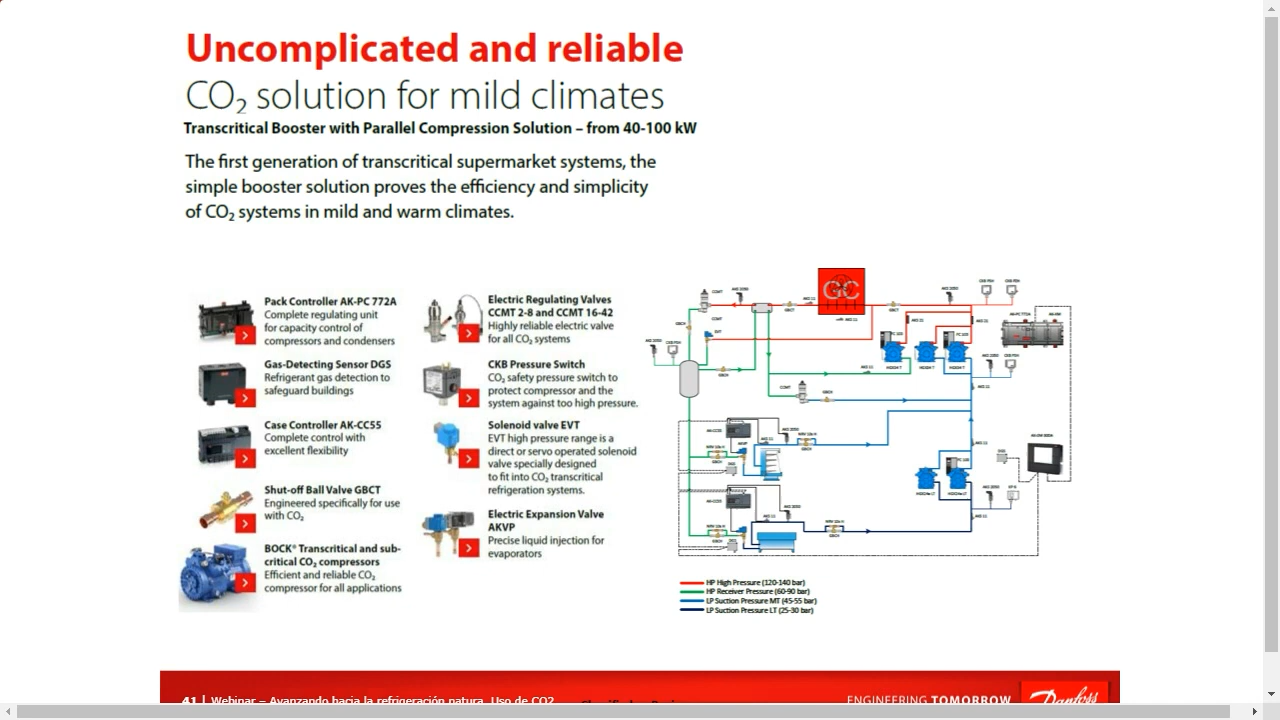 Uncomplicated and reliable
CO₂ solution for mild climates
Transcritical Booster with Parallel Compression Solution – from 40-100 kW
The first generation of transcritical supermarket systems, the
simple booster solution proves the efficiency and simplicity
of CO₂ systems in mild and warm climates.
Pack Controller AK-PC 772A
Complete regulating unit
for capacity control of
compressors and condensers
Gas-Detecting Sensor DGS
Refrigerant gas detection to
safeguard buildings
Case Controller AK-CC55
Complete control with
excellent flexibility
Shut-off Ball Valve GBCT
Engineered specifically for use
with CO₂
BOCK® Transcritical and sub-
critical CO₂ compressors
Efficient and reliable CO₂
compressor for all applications
Electric Regulating Valves
CCMT 2-8 and CCMT 16-42
Highly reliable electric valve
for all CO₂ systems
CKB Pressure Switch
CO₂ safety pressure switch to
protect compressor and the
system against too high pressure.
Solenoid valve EVT
EVT high pressure range is a
direct or servo operated solenoid
valve specially designed
to fit into CO₂ transcritical
refrigeration systems.
Electric Expansion Valve
AKVP
Precise liquid injection for
evaporators
GC
CCMT
CCMT
EVT
CCMT
HP High Pressure (120-140 bar)
HP Receiver Pressure (60-90 bar)
LP Suction Pressure MT (45-55 bar)
LP Suction Pressure LT (25-30 bar)
41 | Webinar – Avanzando hacia la refrigeración natura. Uso de CO2
ENGINEERING TOMORROW
Danfoss